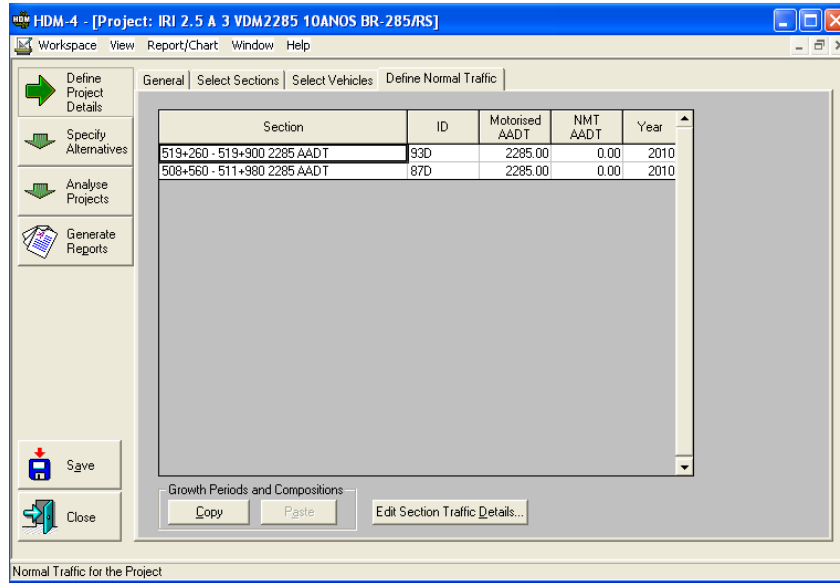 HDM-4 - [Project: IRI 2.5 A 3 VDM2285 10ANOS BR-285/RS]
Workspace View Report/Chart Window Help
Define Project Details
General Select Sections Select Vehicles Define Normal Traffic
Specify Alternatives
Analyse Projects
Generate Reports
Section ID Motorised AADT NMT AADT Year
519+260 - 519+900 2285 AADT 93D 2285.00 0.00 2010
508+560 - 511+980 2285 AADT 87D 2285.00 0.00 2010
Save
Close
Growth Periods and Compositions
Copy Paste Edit Section Traffic Details...
Normal Traffic for the Project